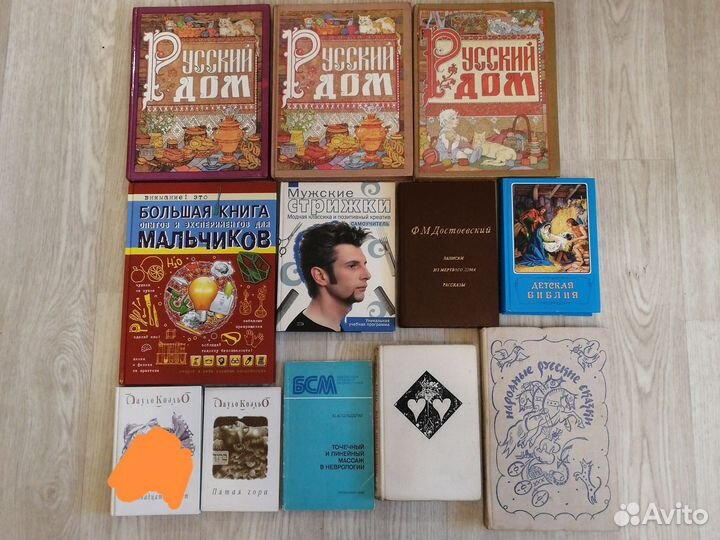 Русский
дом
Русский
дом
Русский
дом
внимание! это
БОЛЬШАЯ КНИГА
ОПЫТОВ И ЭКСПЕРИМЕНТОВ ДЛЯ
МАЛЬЧИКОВ
H₂O
Мужские
стрижки
Модная классика и позитивный креатив
САМОУЧИТЕЛЬ
Уникальная
учебная программа
Ф.М.Достоевский
ЗАПИСКИ
ИЗ МЕРТВОГО ДОМА
РАССКАЗЫ
ДЕТСКАЯ
БИБЛИЯ
Пауло Коэльо
Пауло Коэльо
Пятая гора
БСМ
ТОЧЕЧНЫЙ
И ЛИНЕЙНЫЙ
МАССАЖ
В НЕВРОЛОГИИ
НАРОДНЫЕ РУССКИЕ СКАЗКИ
Avito